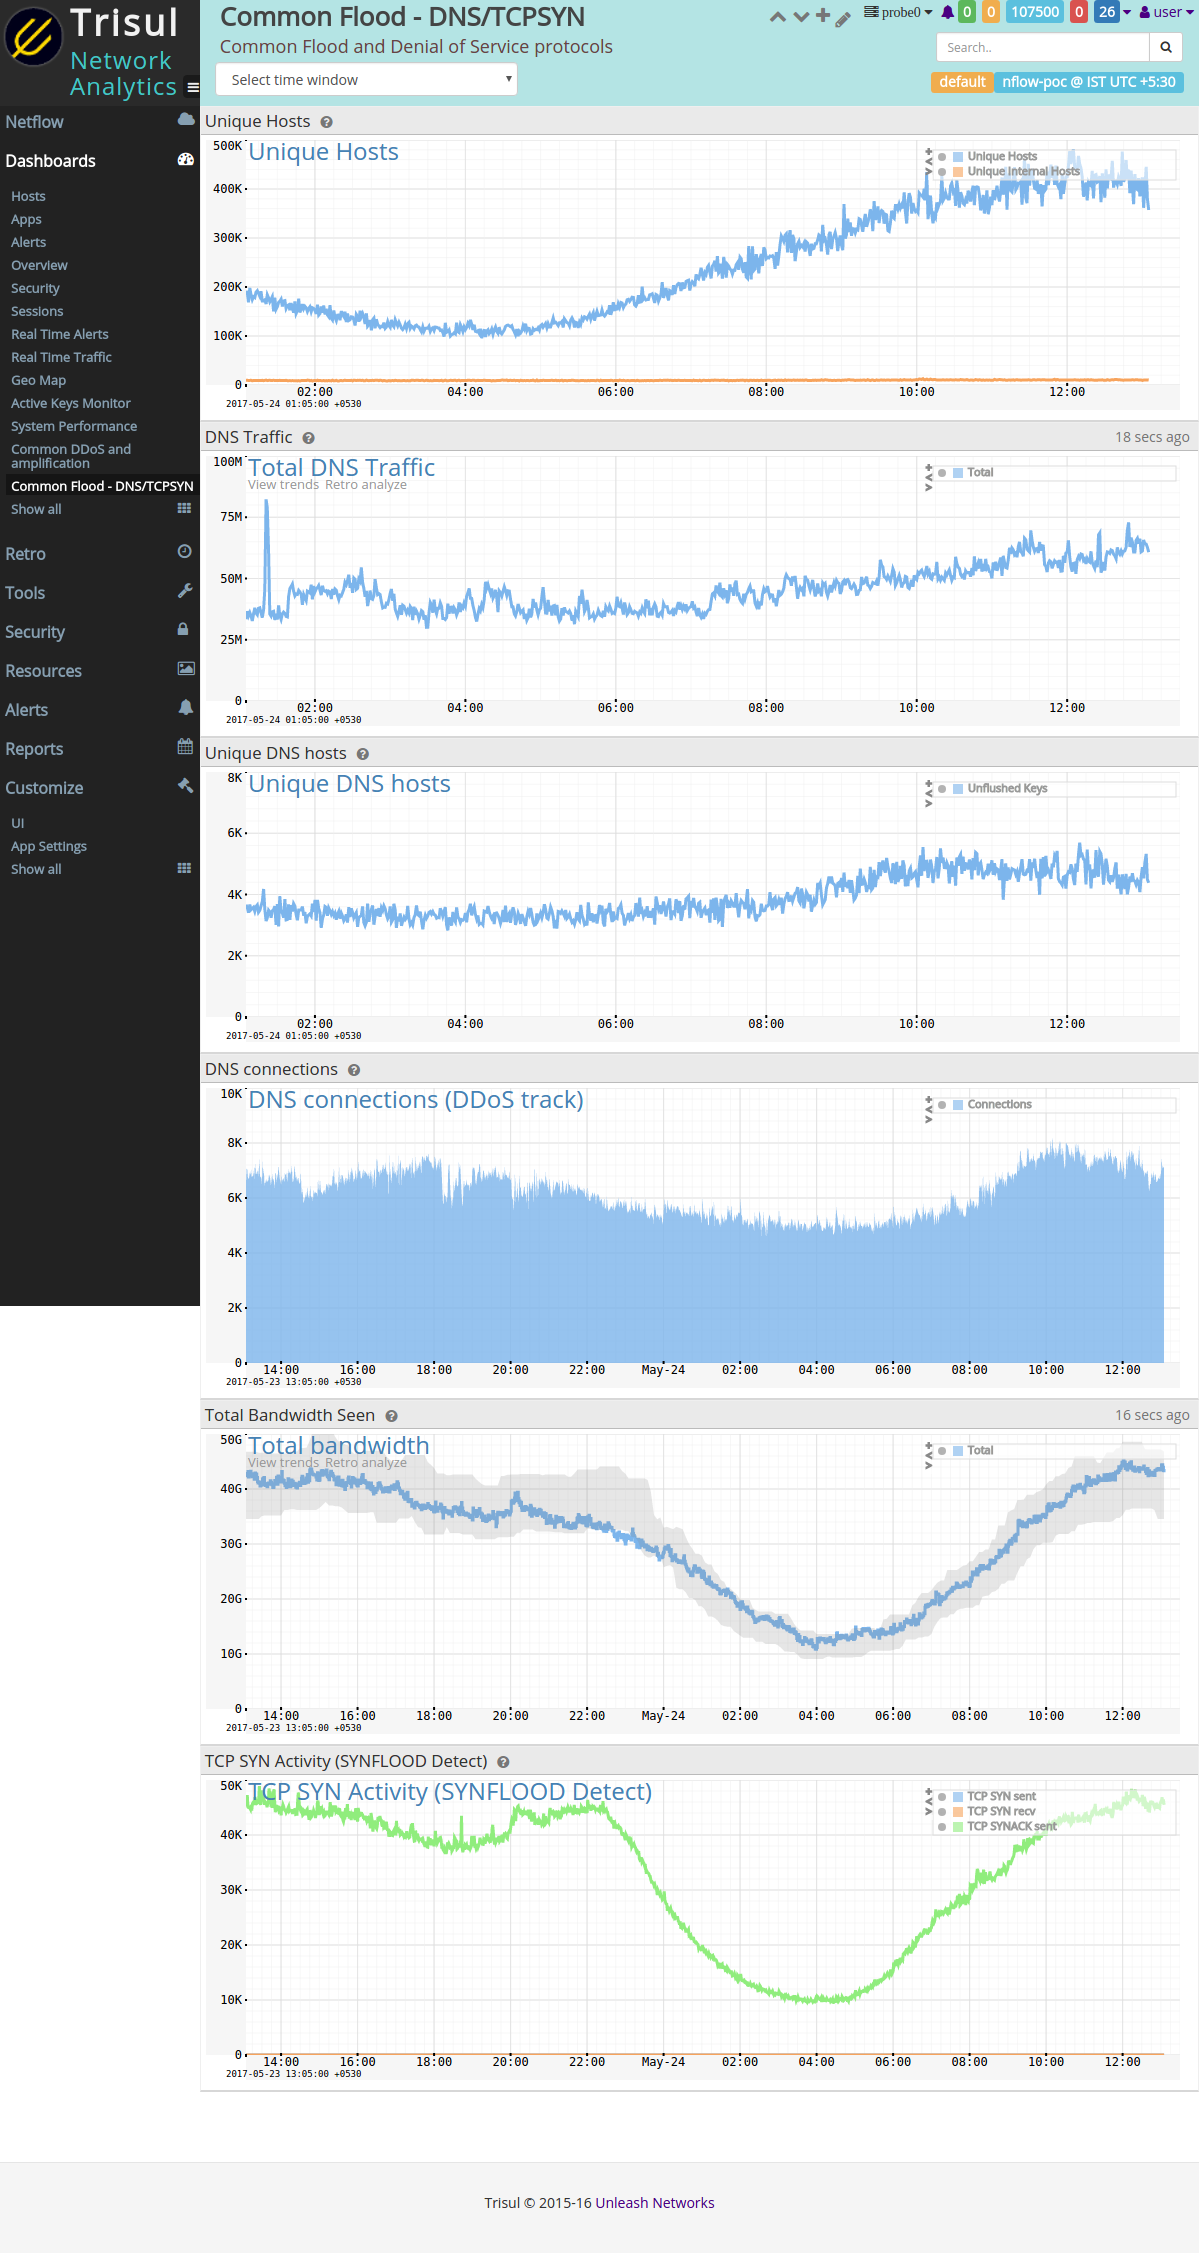 Trisul
Network
Analytics
Common Flood - DNS/TCPSYN
probe0
0
0
107500
0
26
user
Common Flood and Denial of Service protocols
Search..
Select time window
default
nflow-poc @ IST UTC +5:30
Netflow
Dashboards
Hosts
Apps
Alerts
Overview
Security
Sessions
Real Time Alerts
Real Time Traffic
Geo Map
Active Keys Monitor
System Performance
Common DDoS and
amplification
Common Flood - DNS/TCPSYN
Show all
Retro
Tools
Security
Resources
Alerts
Reports
Customize
UI
App Settings
Show all
Unique Hosts
Unique Hosts
Unique Hosts
Unique Internal Hosts
500K
400K
300K
200K
100K
0
02:00 04:00 06:00 08:00 10:00 12:00
2017-05-24 01:05:00 +0530
DNS Traffic
18 secs ago
Total DNS Traffic
View trends Retro analyze
Total
100M
75M
50M
25M
0
02:00 04:00 06:00 08:00 10:00 12:00
2017-05-24 01:05:00 +0530
Unique DNS hosts
Unique DNS hosts
Unflushed Keys
8K
6K
4K
2K
0
02:00 04:00 06:00 08:00 10:00 12:00
2017-05-24 01:05:00 +0530
DNS connections
DNS connections (DDoS track)
Connections
10K
8K
6K
4K
2K
0
14:00 16:00 18:00 20:00 22:00 May-24 02:00 04:00 06:00 08:00 10:00 12:00
2017-05-23 13:05:00 +0530
Total Bandwidth Seen
16 secs ago
Total bandwidth
View trends Retro analyze
Total
50G
40G
30G
20G
10G
0
14:00 16:00 18:00 20:00 22:00 May-24 02:00 04:00 06:00 08:00 10:00 12:00
2017-05-23 13:05:00 +0530
TCP SYN Activity (SYNFLOOD Detect)
TCP SYN Activity (SYNFLOOD Detect)
TCP SYN sent
TCP SYN recv
TCP SYNACK sent
50K
40K
30K
20K
10K
0
14:00 16:00 18:00 20:00 22:00 May-24 02:00 04:00 06:00 08:00 10:00 12:00
2017-05-23 13:05:00 +0530
Trisul © 2015-16 Unleash Networks